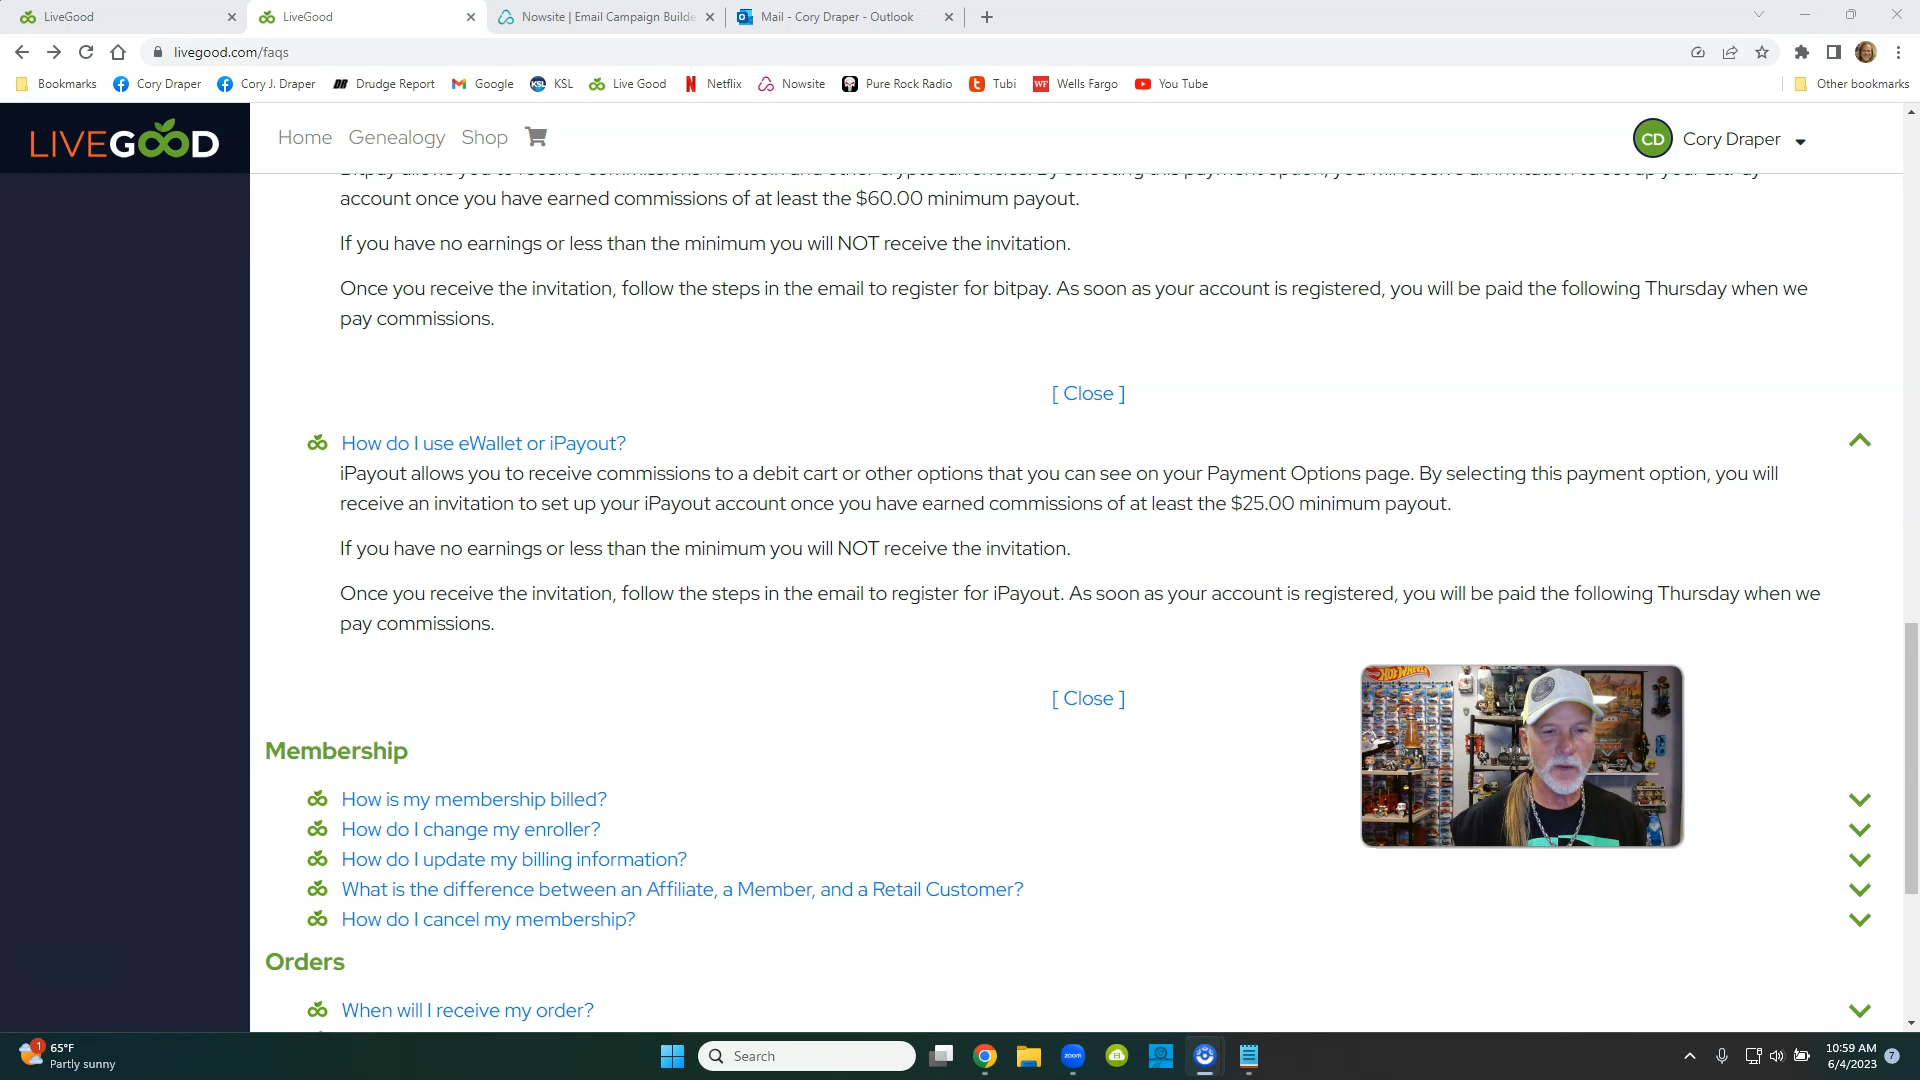 LiveGood
LiveGood
Nowsite | Email Campaign Builde
Mail - Cory Draper - Outlook
livegood.com/faqs
Bookmarks
Cory Draper
Cory J. Draper
Drudge Report
Google
KSL
Live Good
Netflix
Nowsite
Pure Rock Radio
Tubi
Wells Fargo
You Tube
Other bookmarks
LIVEGOOD
Home
Genealogy
Shop
CD
Cory Draper
account once you have earned commissions of at least the $60.00 minimum payout.
If you have no earnings or less than the minimum you will NOT receive the invitation.
Once you receive the invitation, follow the steps in the email to register for bitpay. As soon as your account is registered, you will be paid the following Thursday when we
pay commissions.
[ Close ]
How do I use eWallet or iPayout?
iPayout allows you to receive commissions to a debit cart or other options that you can see on your Payment Options page. By selecting this payment option, you will
receive an invitation to set up your iPayout account once you have earned commissions of at least the $25.00 minimum payout.
If you have no earnings or less than the minimum you will NOT receive the invitation.
Once you receive the invitation, follow the steps in the email to register for iPayout. As soon as your account is registered, you will be paid the following Thursday when we
pay commissions.
HOT WHEELS
[ Close ]
Membership
How is my membership billed?
How do I change my enroller?
How do I update my billing information?
What is the difference between an Affiliate, a Member, and a Retail Customer?
How do I cancel my membership?
Orders
When will I receive my order?
1
65°F
Partly sunny
Search
zoom
10:59 AM
6/4/2023
7